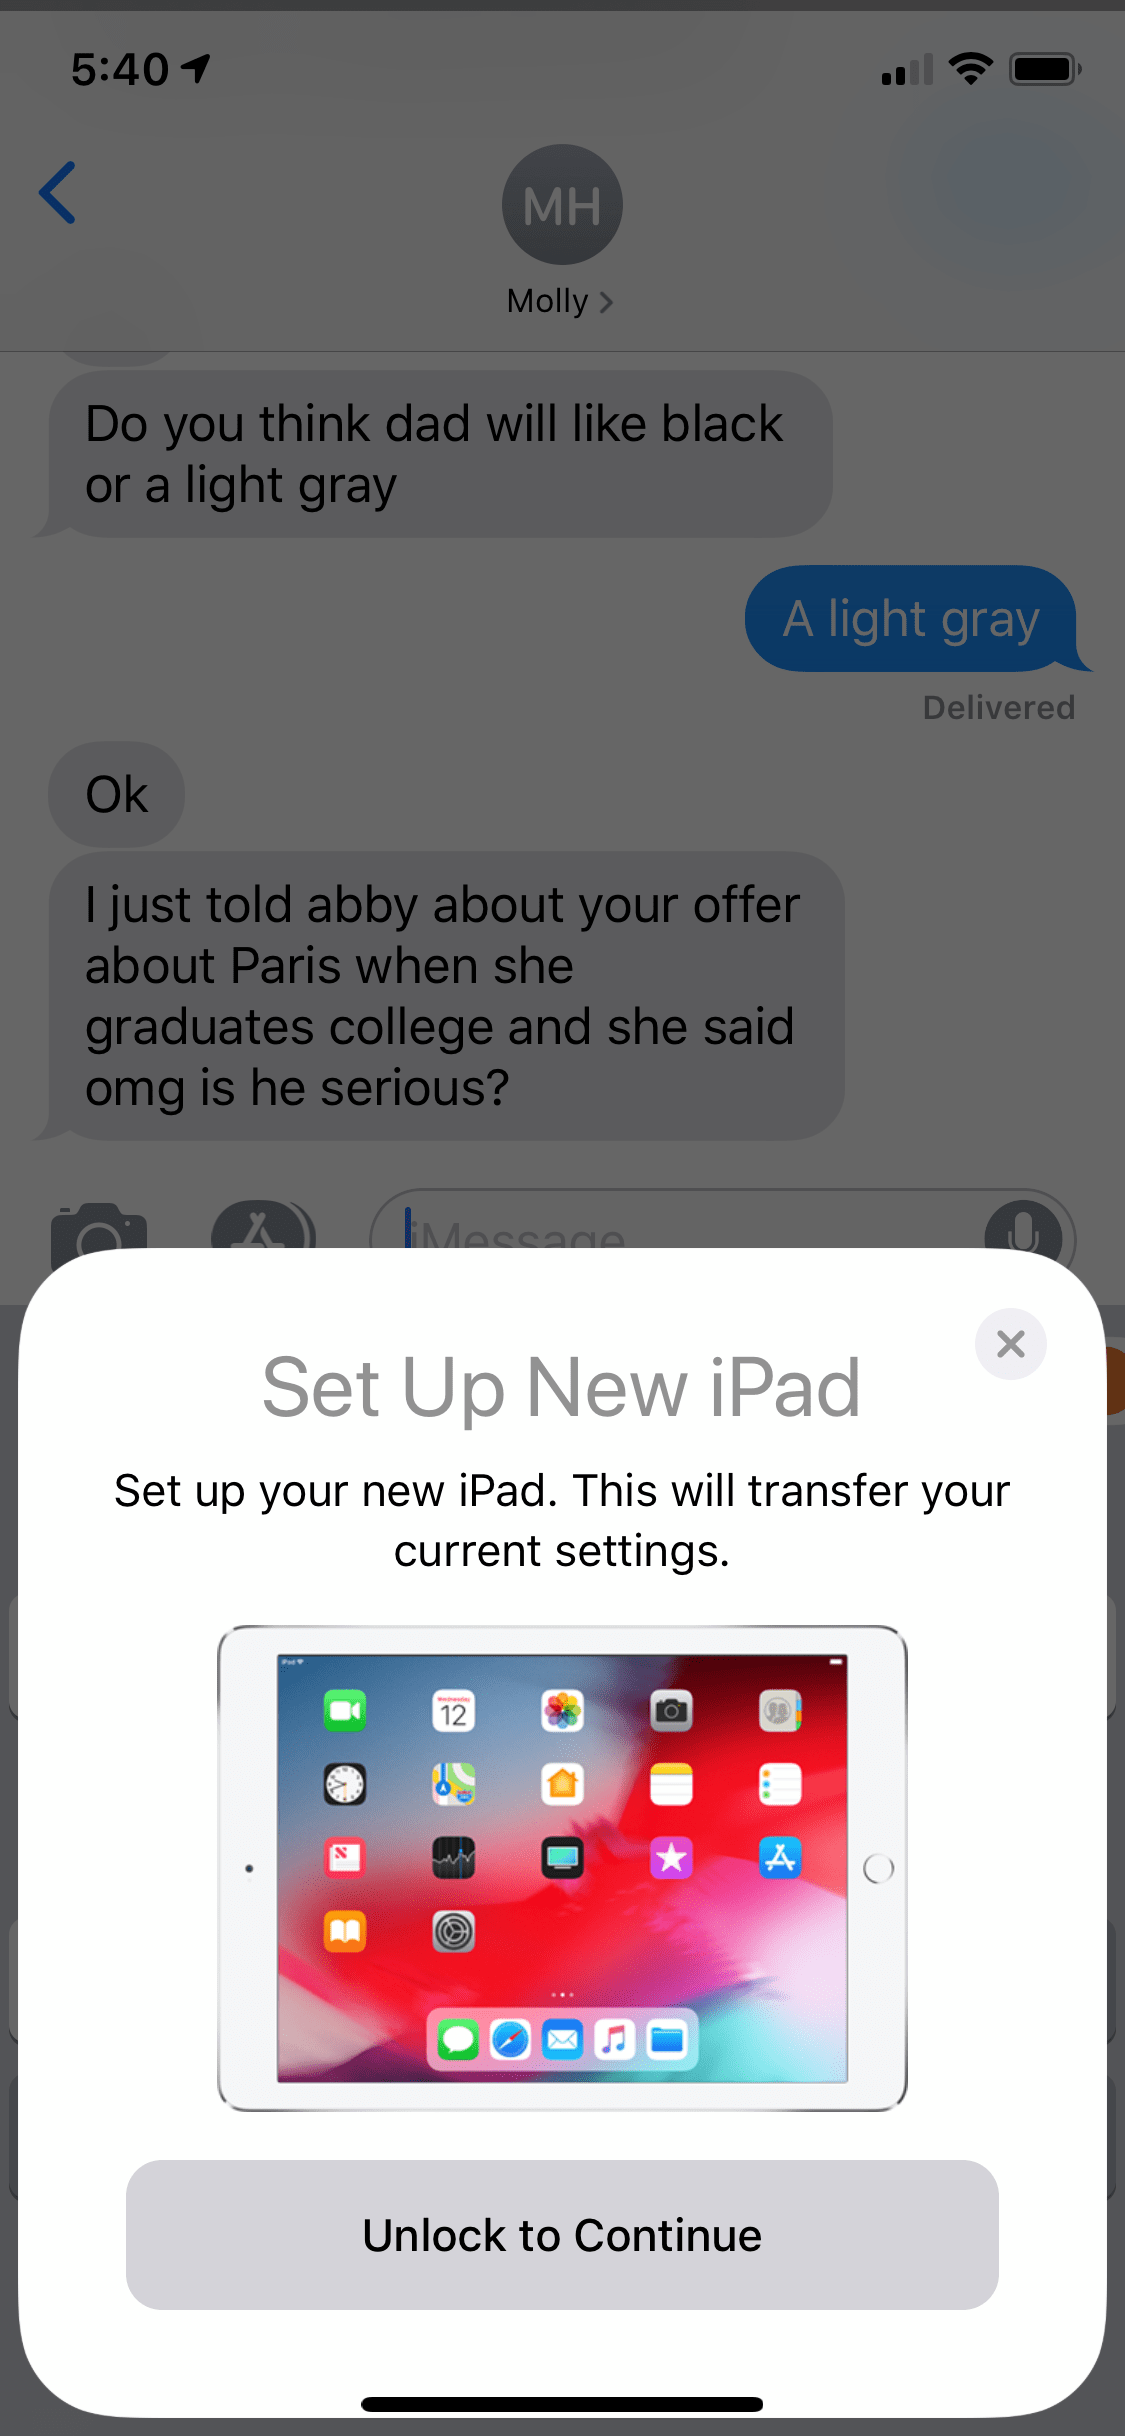 5:40
MH
Molly
Do you think dad will like black
or a light gray
A light gray
Delivered
Ok
I just told abby about your offer
about Paris when she
graduates college and she said
omg is he serious?
iMessage
Set Up New iPad
Set up your new iPad. This will transfer your
current settings.
iPad
Wednesday
12
Unlock to Continue